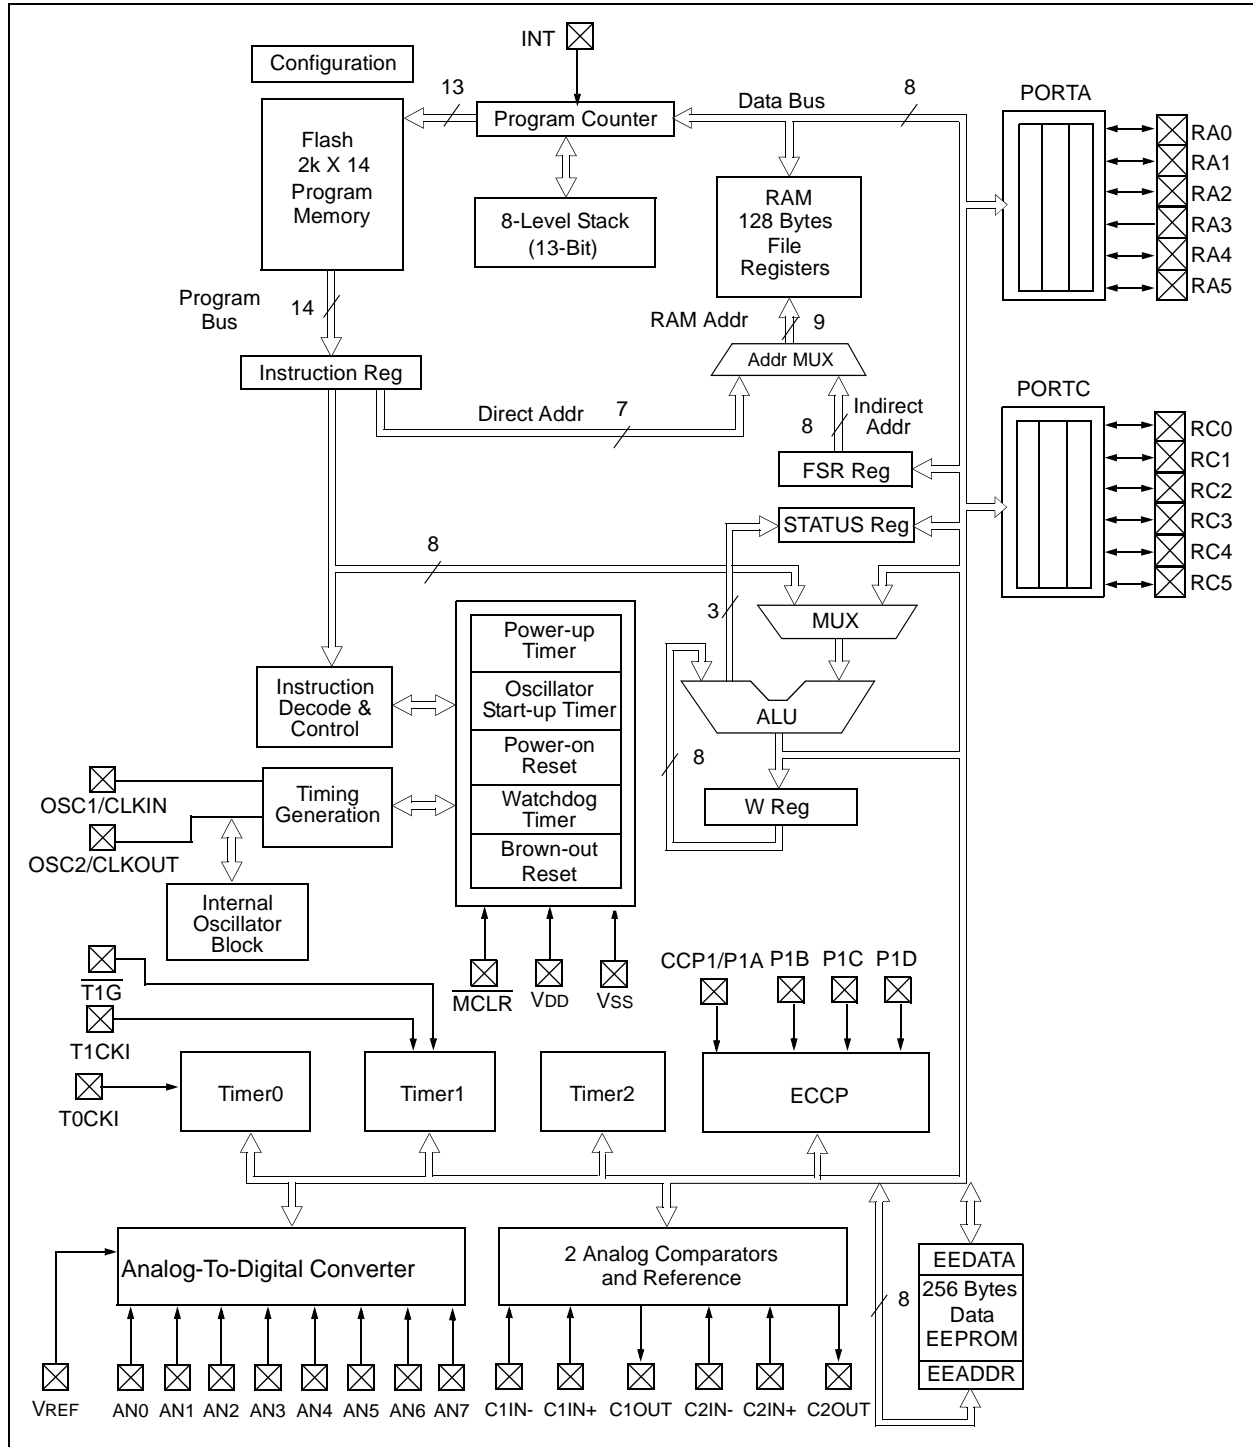 INT
Configuration
13
Data Bus
8
PORTA
Program Counter
Flash
2k X 14
Program
Memory
RA0
RA1
RA2
RA3
RA4
RA5
8-Level Stack
(13-Bit)
RAM
128 Bytes
File
Registers
Program
Bus
14
RAM Addr
9
Instruction Reg
Addr MUX
Direct Addr
7
8
Indirect
Addr
PORTC
RC0
RC1
RC2
RC3
RC4
RC5
FSR Reg
STATUS Reg
8
3
MUX
Power-up
Timer
Oscillator
Start-up Timer
Power-on
Reset
Watchdog
Timer
Brown-out
Reset
Instruction
Decode &
Control
ALU
8
W Reg
OSC1/CLKIN
Timing
Generation
OSC2/CLKOUT
Internal
Oscillator
Block
T1G
MCLR
VDD
VSS
CCP1/P1A
P1B
P1C
P1D
T1CKI
T0CKI
Timer0
Timer1
Timer2
ECCP
Analog-To-Digital Converter
2 Analog Comparators
and Reference
EEDATA
8
256 Bytes
Data
EEPROM
EEADDR
VREF
AN0
AN1
AN2
AN3
AN4
AN5
AN6
AN7
C1IN-
C1IN+
C1OUT
C2IN-
C2IN+
C2OUT